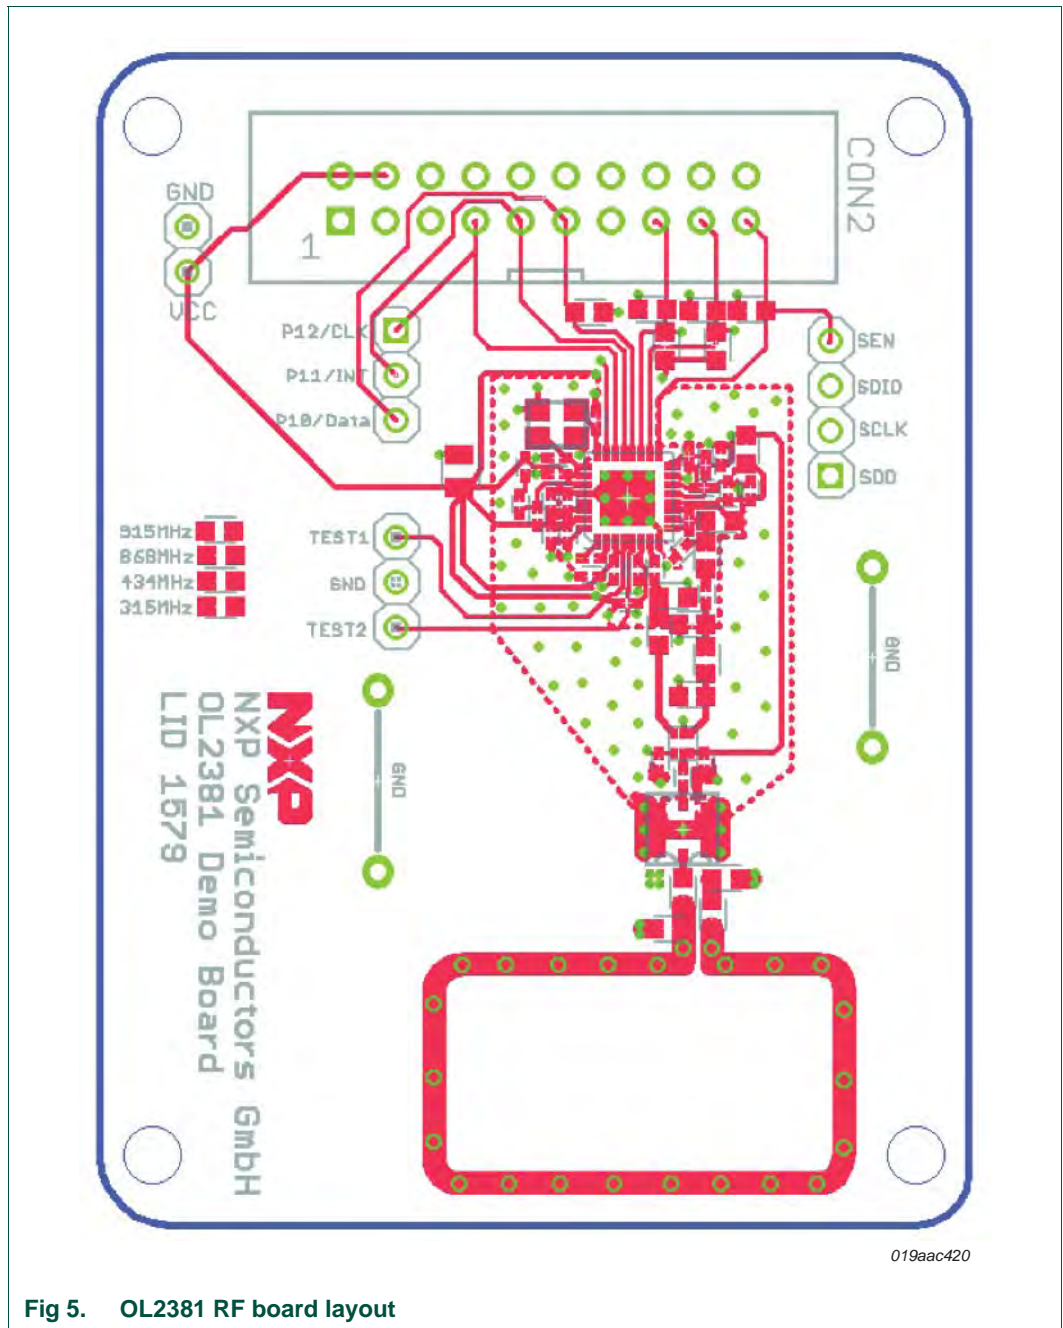 CON2
GND
1
VCC
P12/CLK
P11/INT
P10/Data
SEN
SDIO
SCLK
SDO
915MHz
868MHz
434MHz
315MHz
TEST1
GND
TEST2
GND
GND
NXP
NXP Semiconductors GmbH
OL2381 Demo Board
LID 1579
019aac420
Fig 5. OL2381 RF board layout